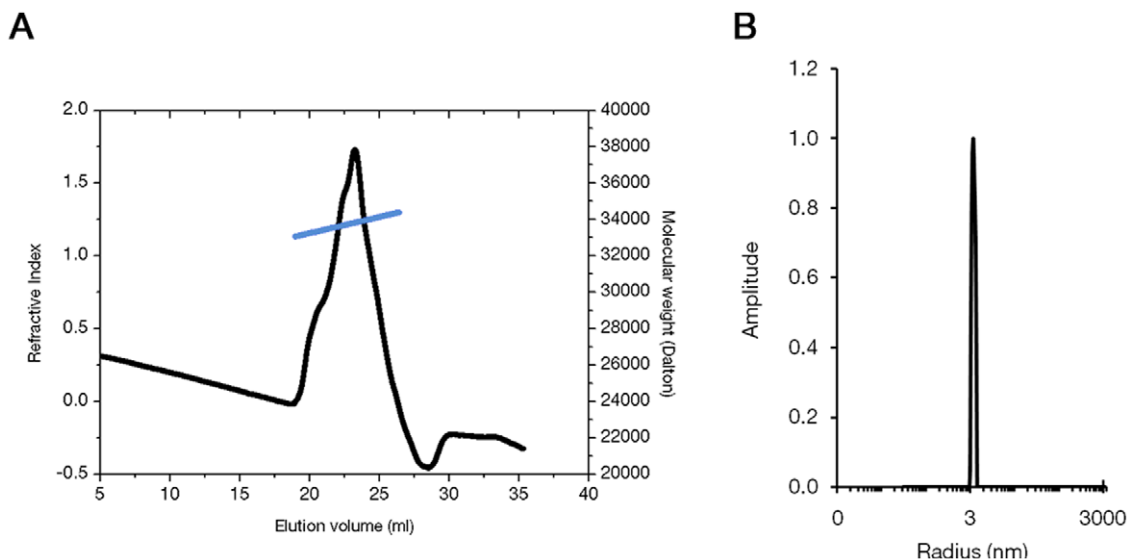 A
2.0
1.5
1.0
0.5
0.0
-0.5
Refractive Index
40000
38000
36000
34000
32000
30000
28000
26000
24000
22000
20000
Molecular weight (Dalton)
5 10 15 20 25 30 35 40
Elution volume (ml)
B
1.2
1.0
0.8
0.6
0.4
0.2
0.0
Amplitude
0 3 3000
Radius (nm)